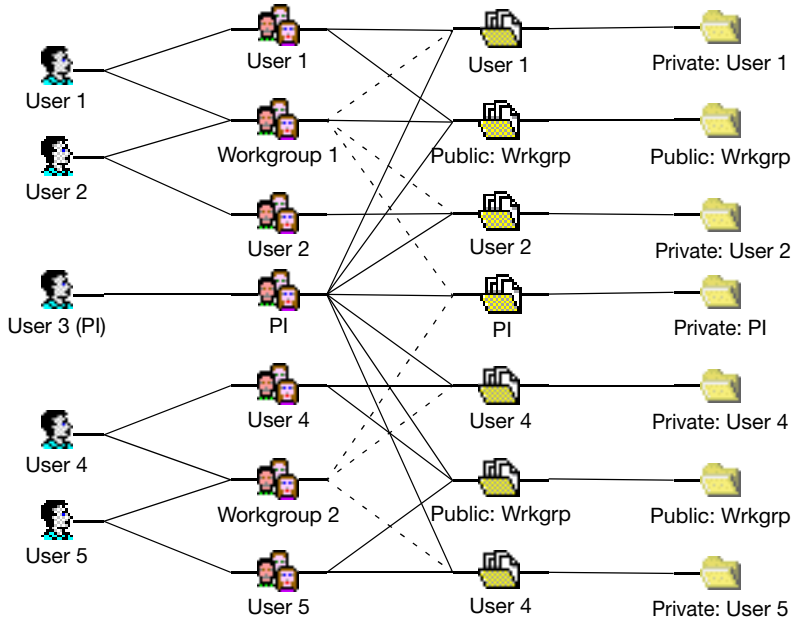 User 1
User 1
User 1
Private: User 1
User 2
Workgroup 1
Public: Wrkgrp
Public: Wrkgrp
User 2
User 2
Private: User 2
User 3 (PI)
PI
PI
Private: PI
User 4
User 4
User 4
Private: User 4
User 5
Workgroup 2
Public: Wrkgrp
Public: Wrkgrp
User 5
User 4
Private: User 5